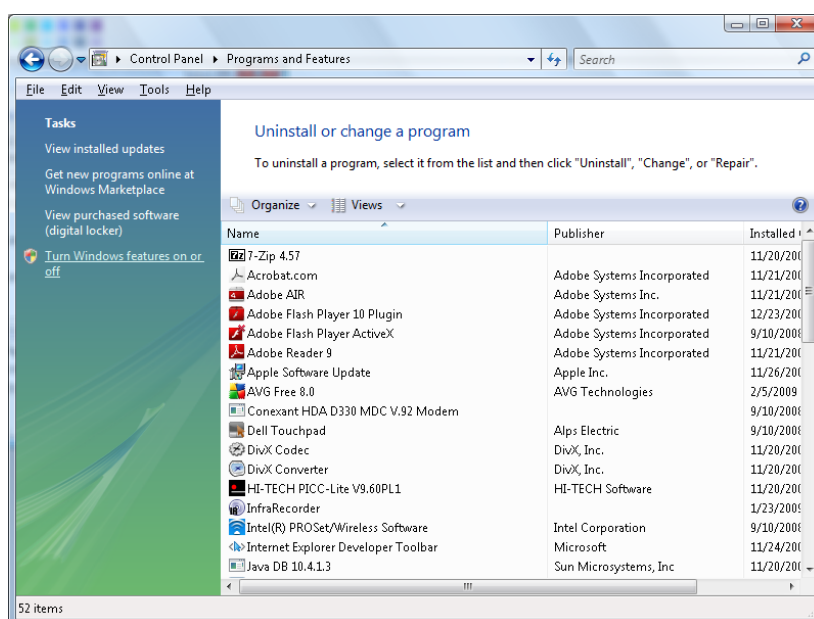 Control Panel ▸ Programs and Features
Search
File Edit View Tools Help
Tasks
View installed updates
Get new programs online at
Windows Marketplace
View purchased software
(digital locker)
Turn Windows features on or
off
Uninstall or change a program
To uninstall a program, select it from the list and then click "Uninstall", "Change", or "Repair".
Organize Views
Name Publisher Installed
7-Zip 4.57 11/20/200
Acrobat.com Adobe Systems Incorporated 11/21/200
Adobe AIR Adobe Systems Inc. 11/21/200
Adobe Flash Player 10 Plugin Adobe Systems Incorporated 12/23/200
Adobe Flash Player ActiveX Adobe Systems Incorporated 9/10/2008
Adobe Reader 9 Adobe Systems Incorporated 11/21/200
Apple Software Update Apple Inc. 11/26/200
AVG Free 8.0 AVG Technologies 2/5/2009
Conexant HDA D330 MDC V.92 Modem 9/10/2008
Dell Touchpad Alps Electric 9/10/2008
DivX Codec DivX, Inc. 11/20/200
DivX Converter DivX, Inc. 11/20/200
HI-TECH PICC-Lite V9.60PL1 HI-TECH Software 11/20/200
InfraRecorder 1/23/2009
Intel(R) PROSet/Wireless Software Intel Corporation 9/10/2008
Internet Explorer Developer Toolbar Microsoft 11/24/200
Java DB 10.4.1.3 Sun Microsystems, Inc 11/20/200
52 items